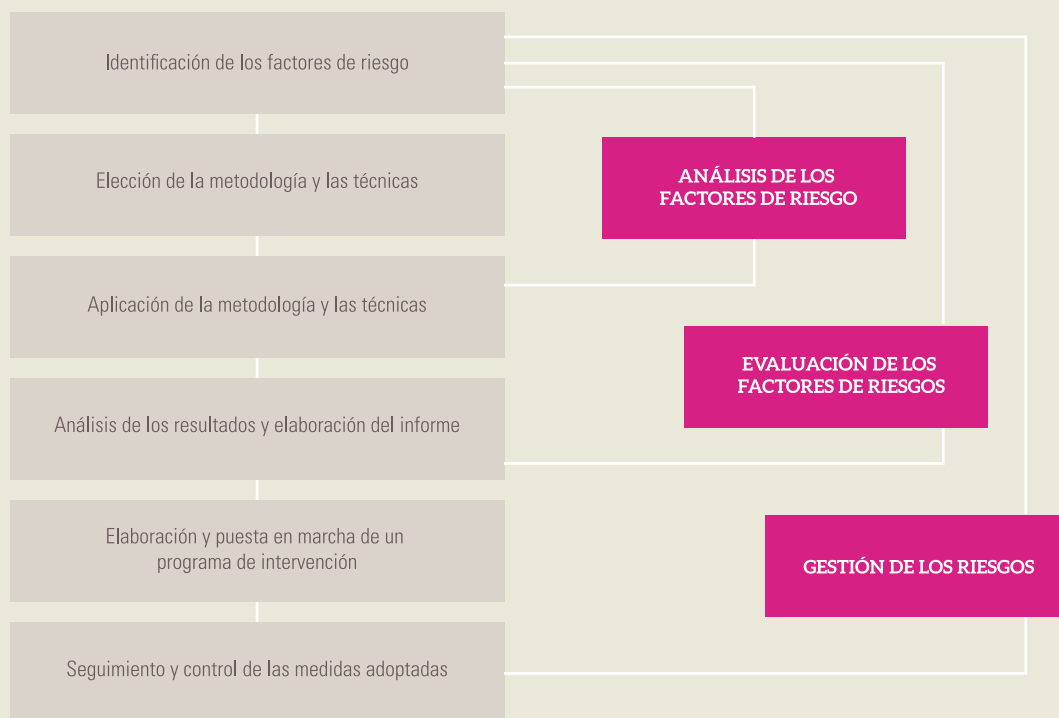 Identificación de los factores de riesgo
Elección de la metodología y las técnicas
ANÁLISIS DE LOS
FACTORES DE RIESGO
Aplicación de la metodología y las técnicas
EVALUACIÓN DE LOS
FACTORES DE RIESGOS
Análisis de los resultados y elaboración del informe
Elaboración y puesta en marcha de un
programa de intervención
GESTIÓN DE LOS RIESGOS
Seguimiento y control de las medidas adoptadas